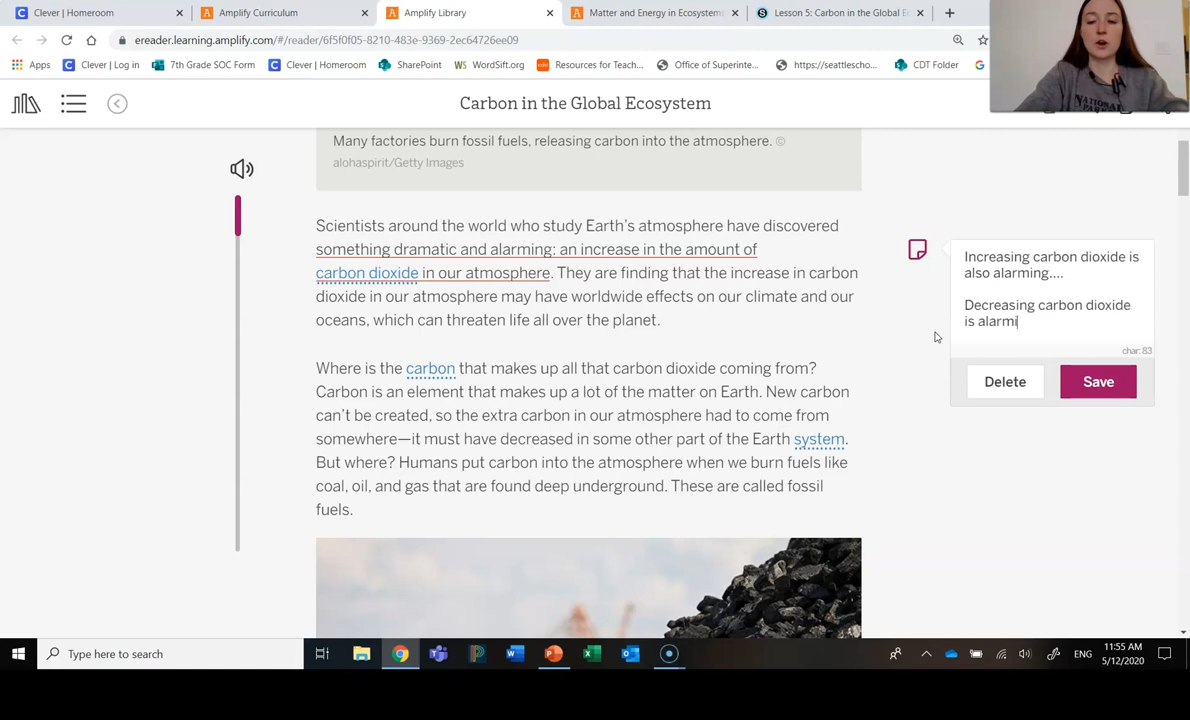 Clever | Homeroom
Amplify Curriculum
Amplify Library
Matter and Energy in Ecosystem
Lesson 5: Carbon in the Global E
ereader.learning.amplify.com/#/reader/6f5f0f05-8210-483e-9369-2ec64726ee09
Apps
Clever | Log in
7th Grade SOC Form
Clever | Homeroom
SharePoint
WS WordSift.org
Resources for Teach...
Office of Superinte...
https://seattlescho...
CDT Folder
Carbon in the Global Ecosystem
Many factories burn fossil fuels, releasing carbon into the atmosphere. ©
alohaspirit/Getty Images
Scientists around the world who study Earth's atmosphere have discovered
something dramatic and alarming: an increase in the amount of
carbon dioxide in our atmosphere. They are finding that the increase in carbon
dioxide in our atmosphere may have worldwide effects on our climate and our
oceans, which can threaten life all over the planet.
Where is the carbon that makes up all that carbon dioxide coming from?
Carbon is an element that makes up a lot of the matter on Earth. New carbon
can't be created, so the extra carbon in our atmosphere had to come from
somewhere—it must have decreased in some other part of the Earth system.
But where? Humans put carbon into the atmosphere when we burn fuels like
coal, oil, and gas that are found deep underground. These are called fossil
fuels.
Increasing carbon dioxide is
also alarming....
Decreasing carbon dioxide
is alarmi
char: 83
Delete
Save
Type here to search
ENG
11:55 AM
5/12/2020